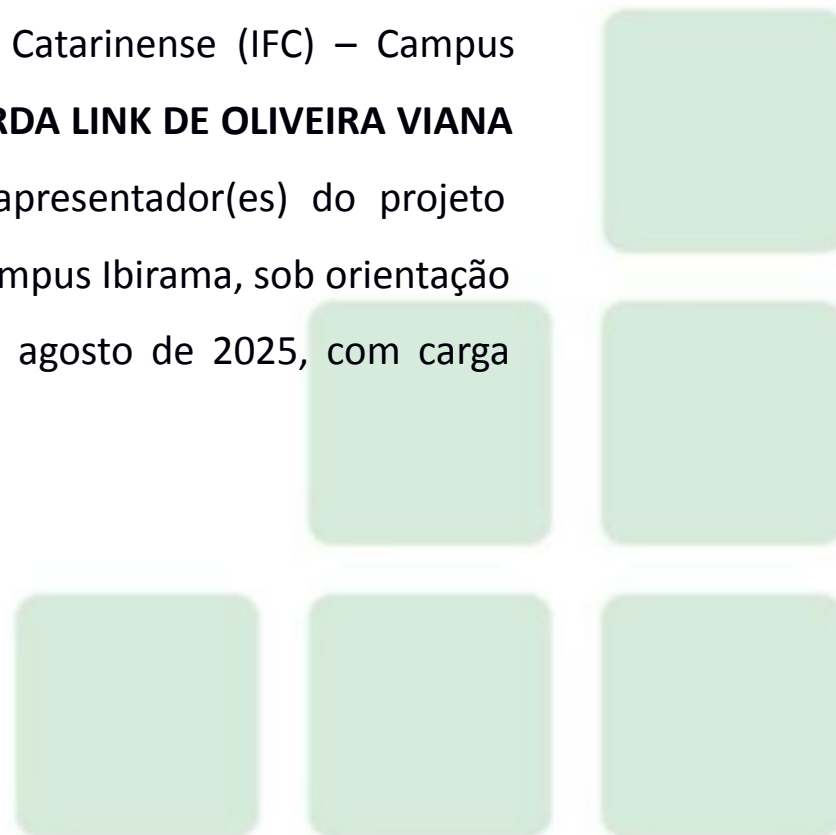 Catarinense (IFC) – Campus
RDA LINK DE OLIVEIRA VIANA
apresentador(es) do projeto
mpus Ibirama, sob orientação
agosto de 2025, com carga